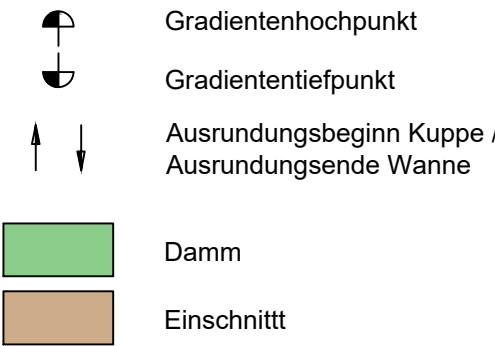 Gradientenhochpunkt
Gradiententiefpunkt
Ausrundungsbeginn Kuppe /
Ausrundungsende Wanne
Damm
Einschnittt